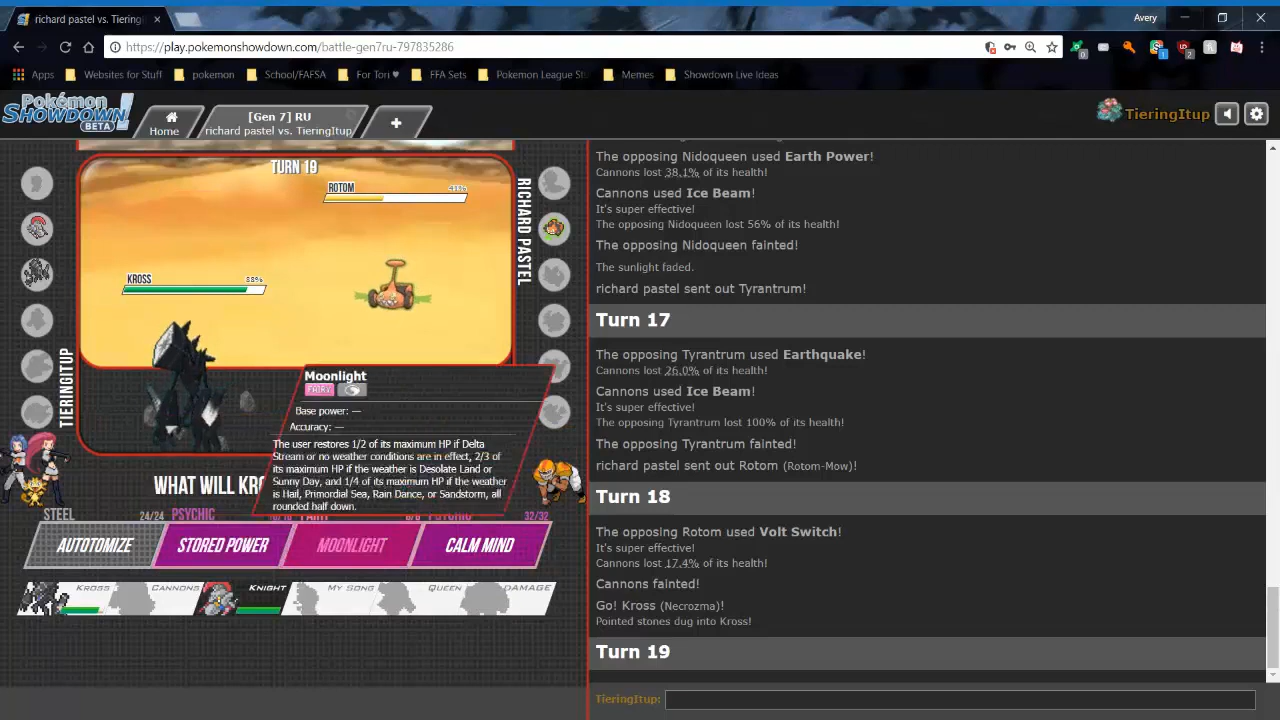 richard pastel vs. Tiering
Avery
https://play.pokemonshowdown.com/battle-gen7ru-797835286
Apps
Websites for Stuff
pokemon
School/FAFSA
For Tori ♥
FFA Sets
Pokemon League St
Memes
Showdown Live Ideas
Pokémon
SHOWDOWN!
BETA
Home
[Gen 7] RU
richard pastel vs. TieringItup
+
TieringItup
TURN 19
ROTOM
41%
KROSS
88%
RICHARD PASTEL
TIERINGITUP
Moonlight
FAIRY
Base power: —
Accuracy: —
The user restores 1/2 of its maximum HP if Delta
Stream or no weather conditions are in effect, 2/3 of
its maximum HP if the weather is Desolate Land or
Sunny Day, and 1/4 of its maximum HP if the weather
is Hail, Primordial Sea, Rain Dance, or Sandstorm, all
rounded half down.
WHAT WILL KRO
STEEL 24/24 PSYCHIC
32/32
AUTOTOMIZE
STORED POWER
MOONLIGHT
CALM MIND
KROSS
CANNONS
KNIGHT
MY SONG
QUEEN
DAMAGE
The opposing Nidoqueen used Earth Power!
Cannons lost 38.1% of its health!
Cannons used Ice Beam!
It's super effective!
The opposing Nidoqueen lost 56% of its health!
The opposing Nidoqueen fainted!
The sunlight faded.
richard pastel sent out Tyrantrum!
Turn 17
The opposing Tyrantrum used Earthquake!
Cannons lost 26.0% of its health!
Cannons used Ice Beam!
It's super effective!
The opposing Tyrantrum lost 100% of its health!
The opposing Tyrantrum fainted!
richard pastel sent out Rotom (Rotom-Mow)!
Turn 18
The opposing Rotom used Volt Switch!
It's super effective!
Cannons lost 17.4% of its health!
Cannons fainted!
Go! Kross (Necrozma)!
Pointed stones dug into Kross!
Turn 19
TieringItup: